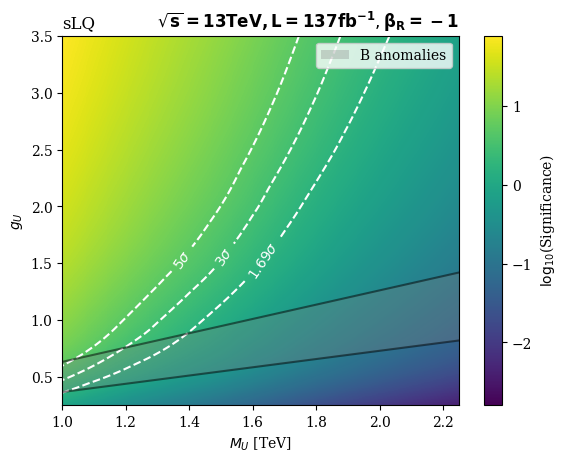 sLQ
√s = 13TeV, L = 137fb⁻¹, β_R = −1
B anomalies
3.5
3.0
2.5
2.0
1.5
1.0
0.5
g_U
5σ
3σ
1.69σ
1.0
1.2
1.4
1.6
1.8
2.0
2.2
M_U [TeV]
1
0
−1
−2
log₁₀(Significance)